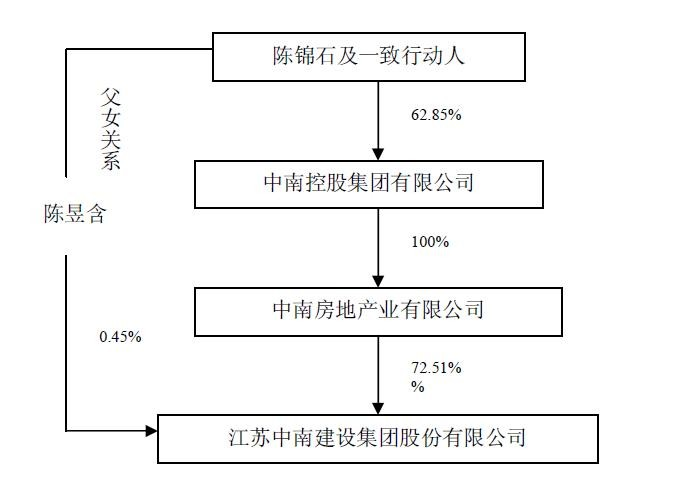 陈锦石及一致行动人
父女关系
62.85%
中南控股集团有限公司
陈昱含
100%
中南房地产业有限公司
0.45%
72.51%
%
江苏中南建设集团股份有限公司